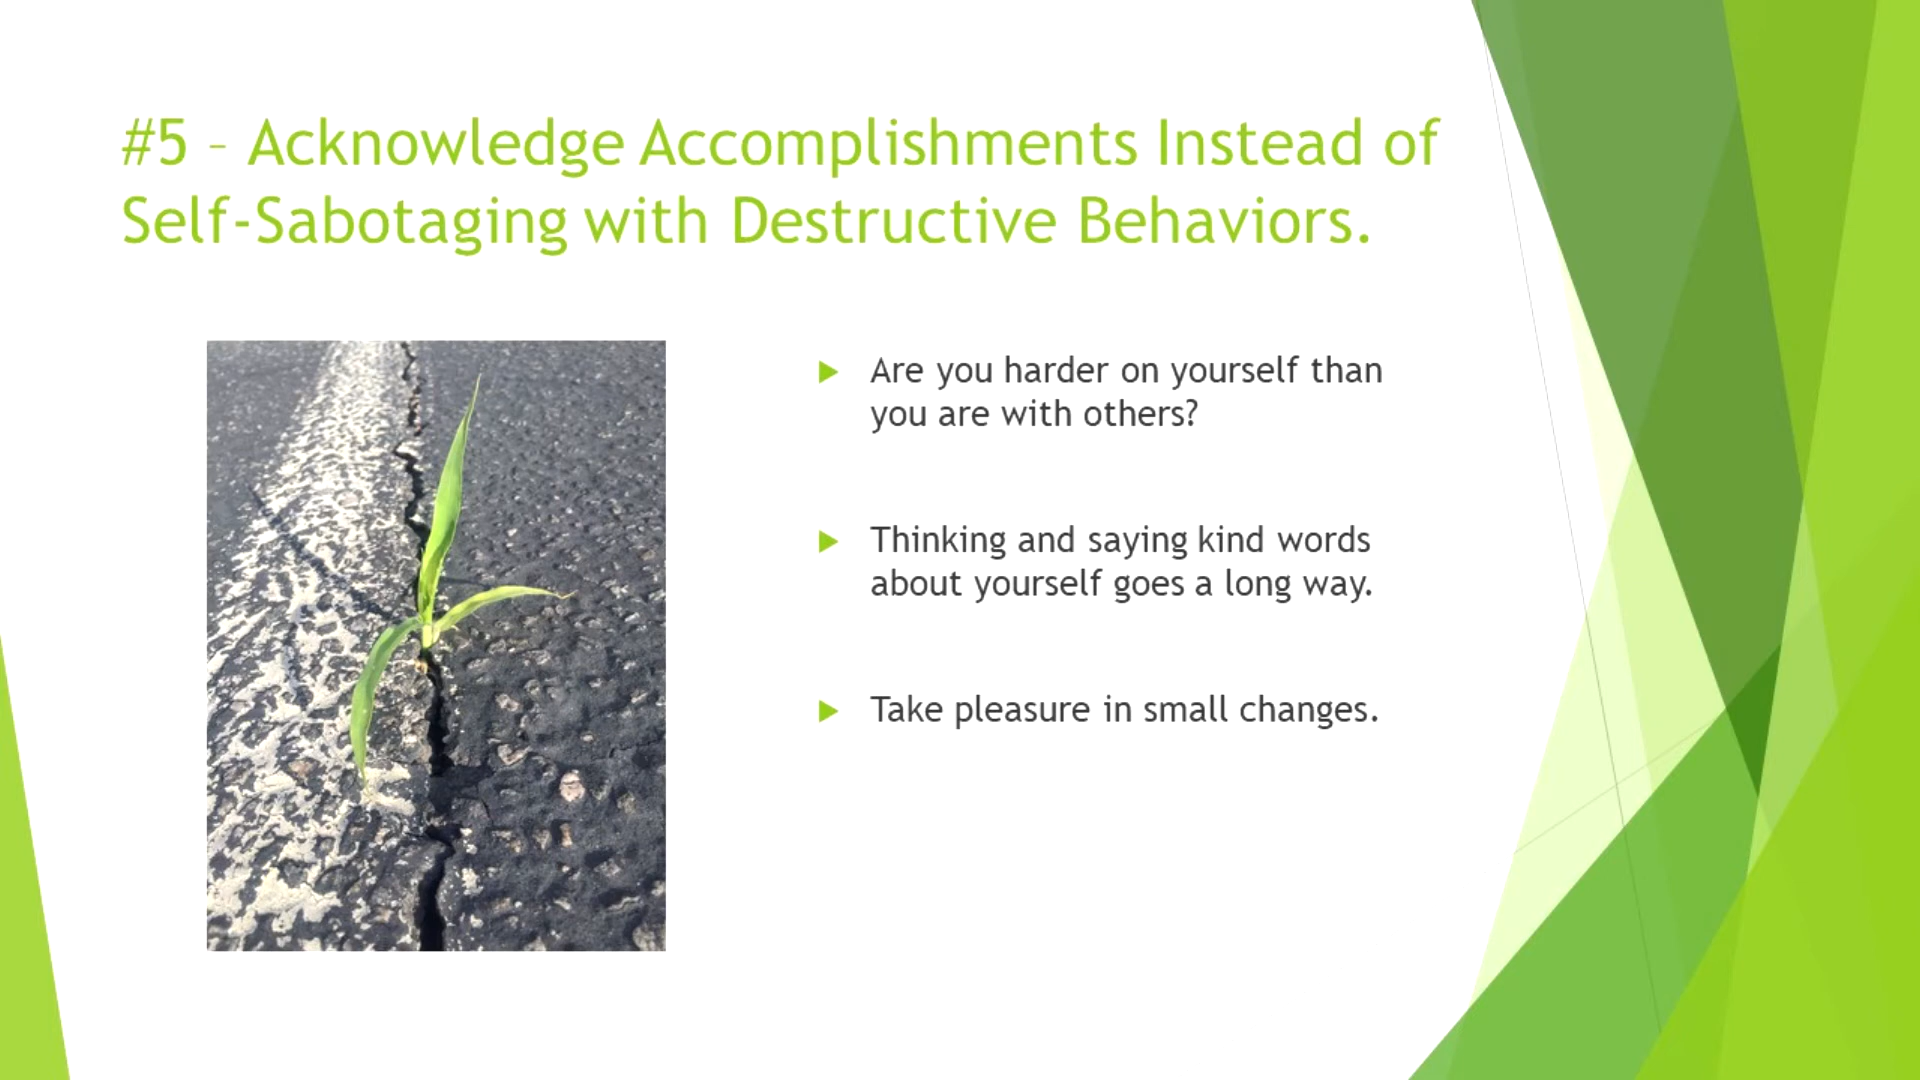 #5 – Acknowledge Accomplishments Instead of
Self-Sabotaging with Destructive Behaviors.
Are you harder on yourself than
you are with others?
Thinking and saying kind words
about yourself goes a long way.
Take pleasure in small changes.